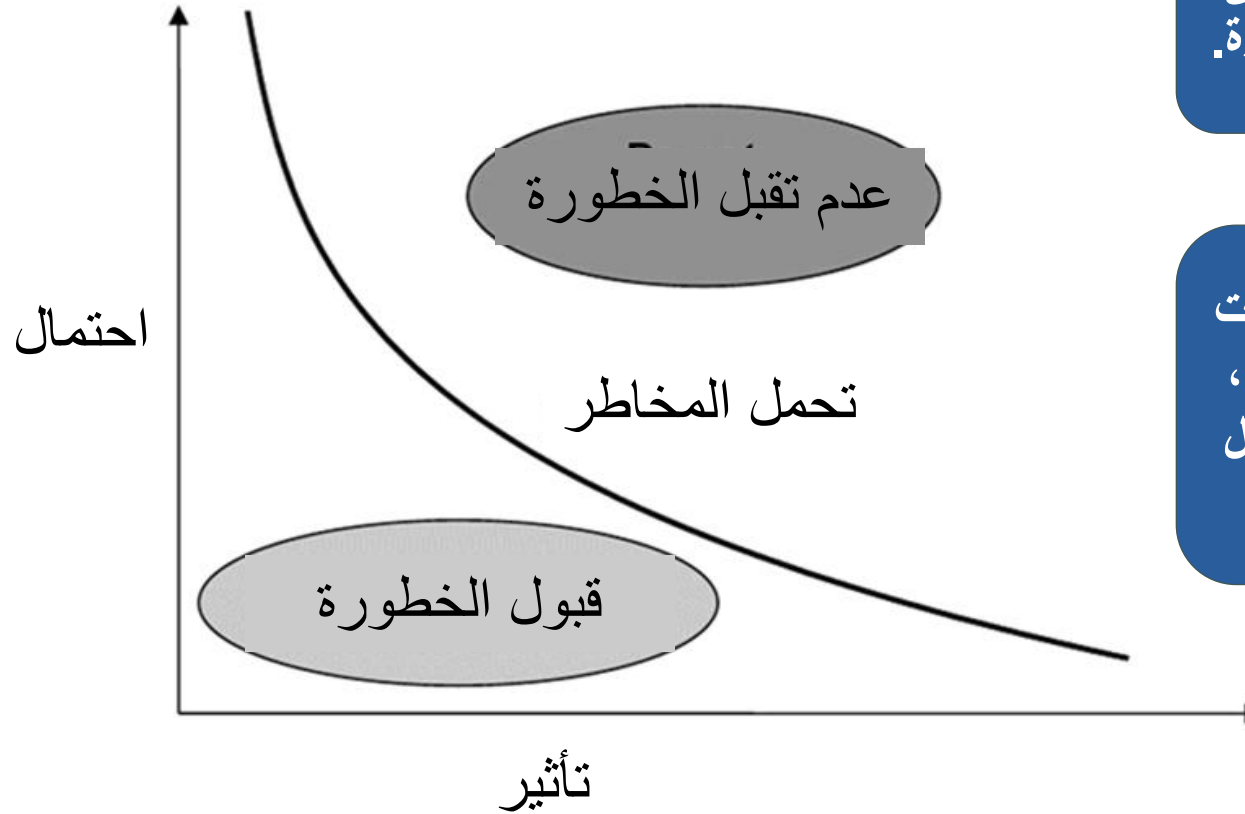 عدم تقبل الخطورة
احتمال
تحمل المخاطر
قبول الخطورة
تأثير